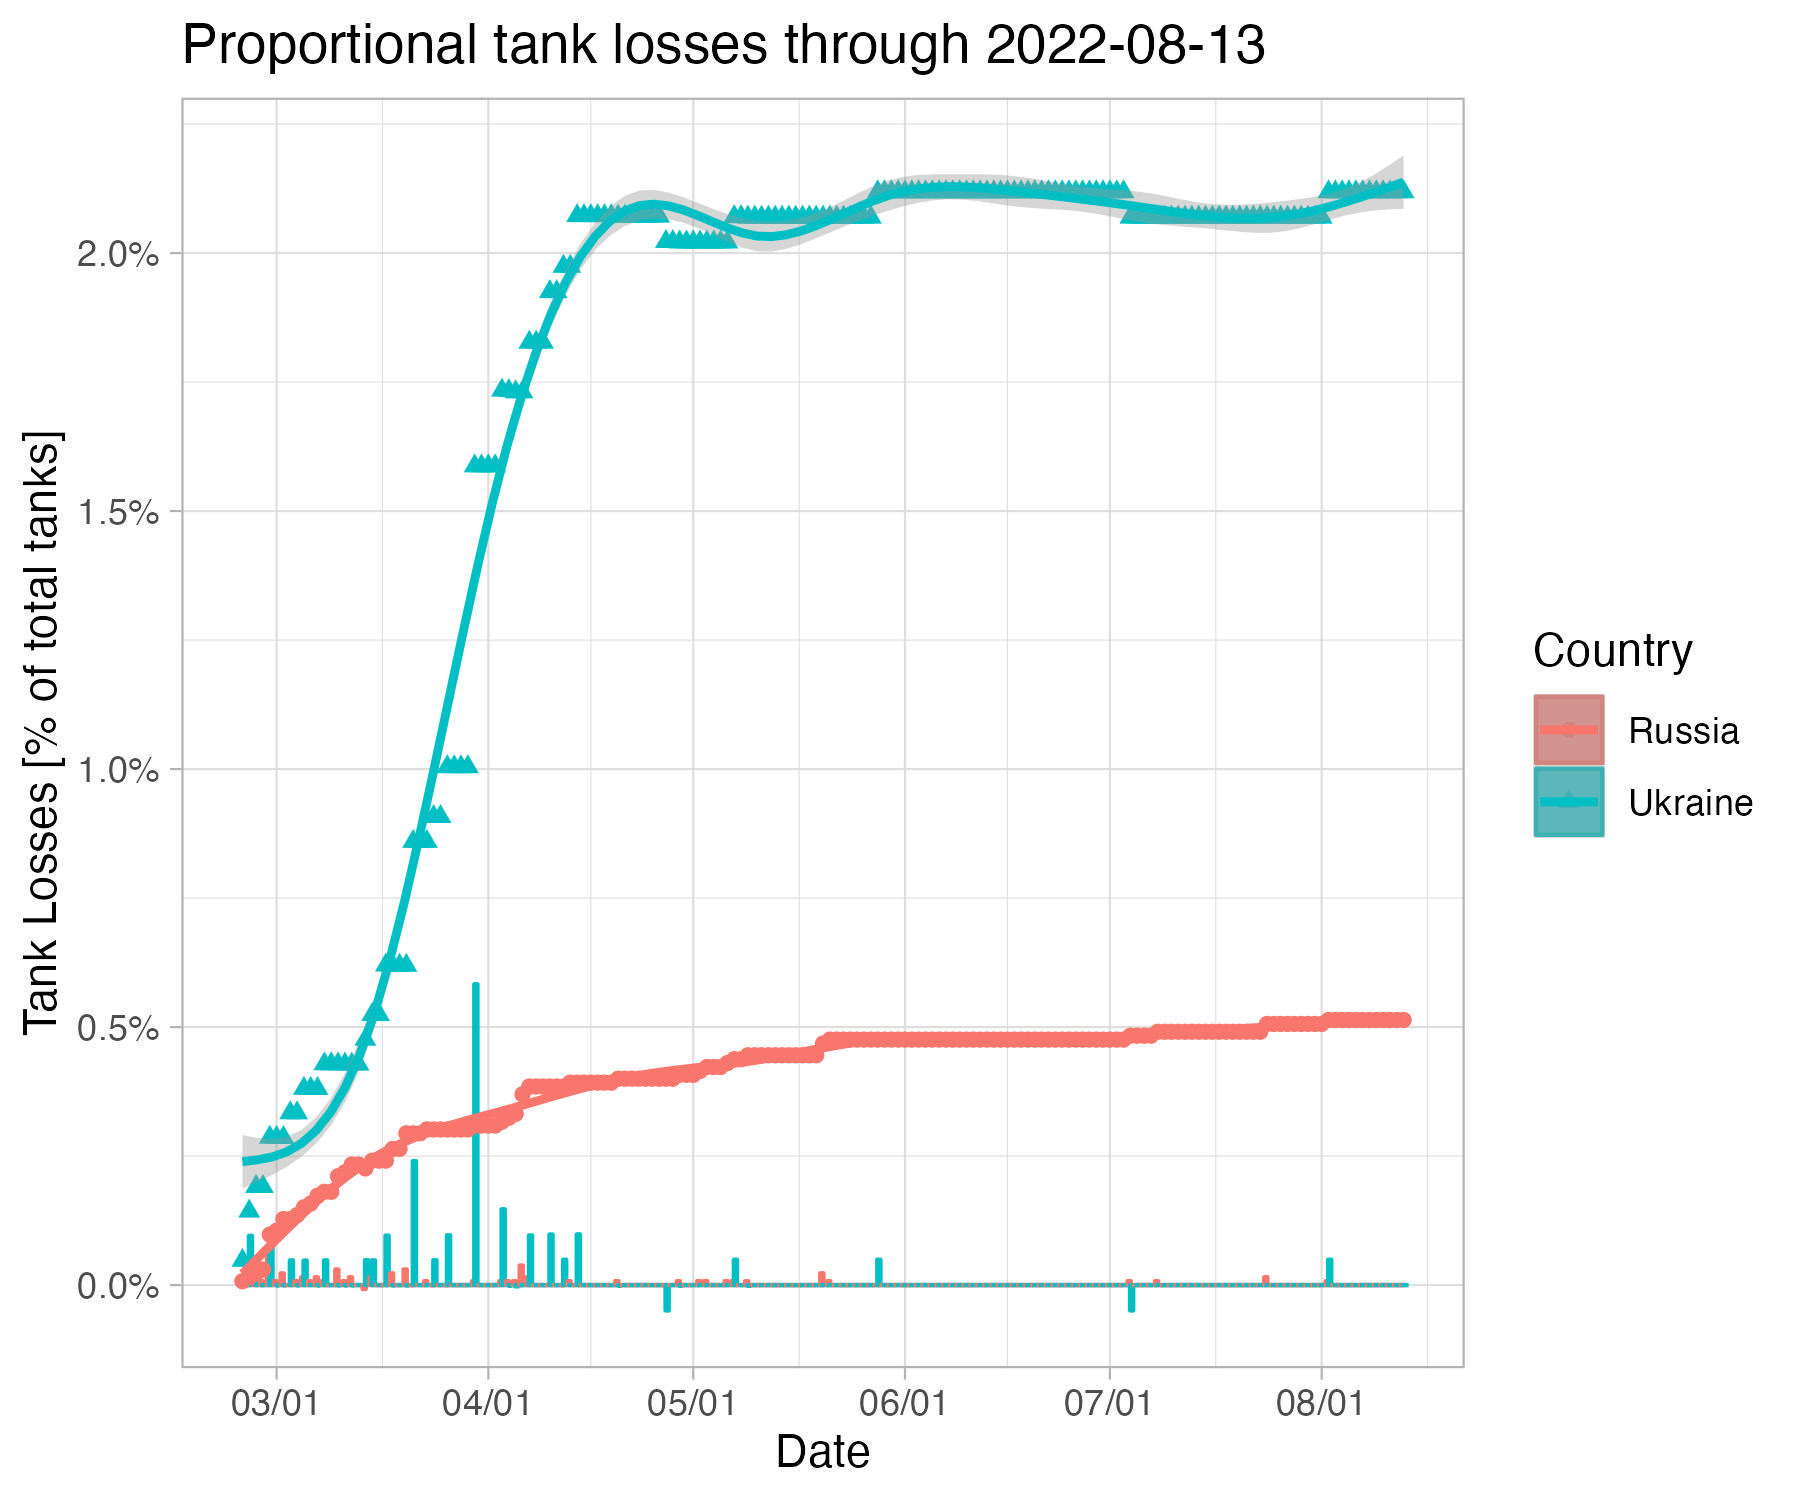 Proportional tank losses through 2022-08-13
Tank Losses [% of total tanks]
2.0%
1.5%
1.0%
0.5%
0.0%
03/01
04/01
05/01
06/01
07/01
08/01
Date
Country
Russia
Ukraine